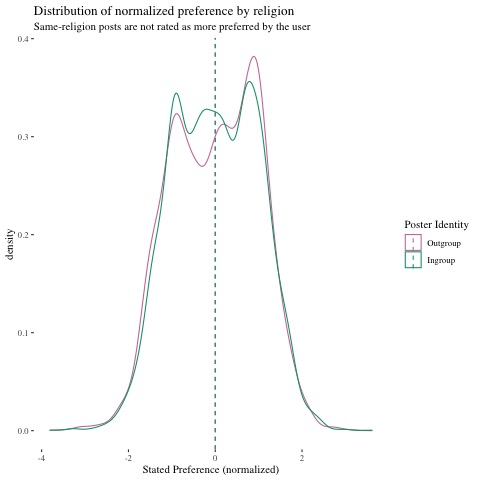 Distribution of normalized preference by religion
Same-religion posts are not rated as more preferred by the user
0.4
0.3
0.2
0.1
0.0
density
-4
-2
0
2
Stated Preference (normalized)
Poster Identity
Outgroup
Ingroup